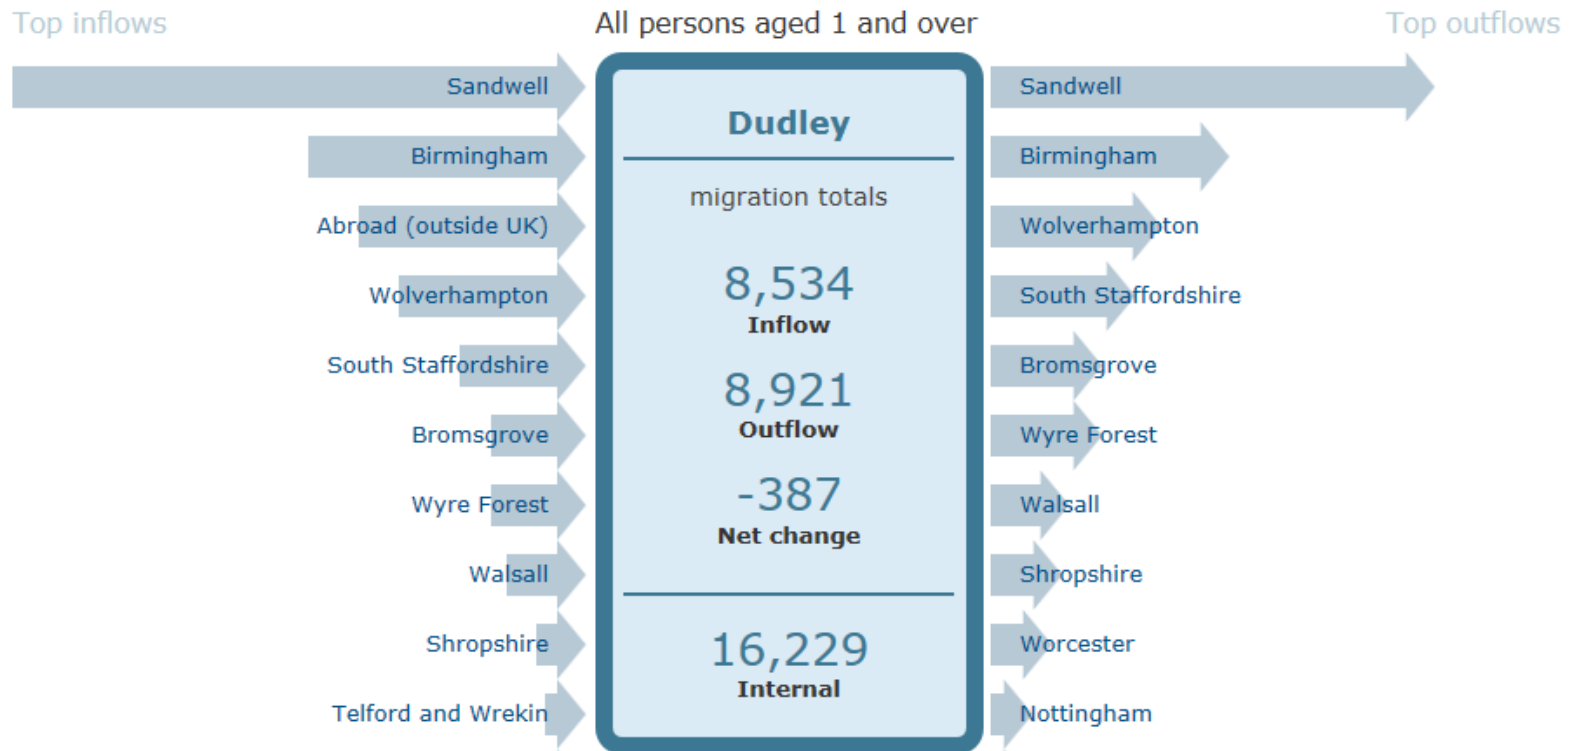 Top inflows
All persons aged 1 and over
Top outflows
Sandwell
Birmingham
Abroad (outside UK)
Wolverhampton
South Staffordshire
Bromsgrove
Wyre Forest
Walsall
Shropshire
Telford and Wrekin
Dudley
migration totals
8,534
Inflow
8,921
Outflow
-387
Net change
16,229
Internal
Sandwell
Birmingham
Wolverhampton
South Staffordshire
Bromsgrove
Wyre Forest
Walsall
Shropshire
Worcester
Nottingham